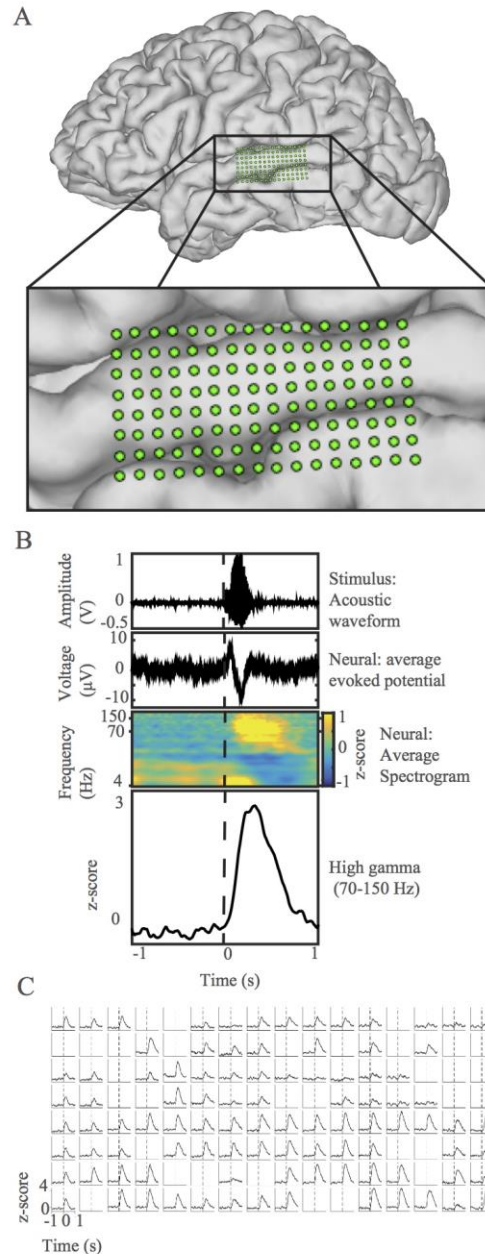 A
B
Amplitude
(V)
1
0
-0.5
Stimulus:
Acoustic
waveform
Voltage
(µV)
10
0
-10
Neural: average
evoked potential
Frequency
(Hz)
150
70
4
1
0
-1
z-score
Neural:
Average
Spectrogram
z-score
3
0
High gamma
(70-150 Hz)
-1 0 1
Time (s)
C
z-score
4
0
-1 0 1
Time (s)